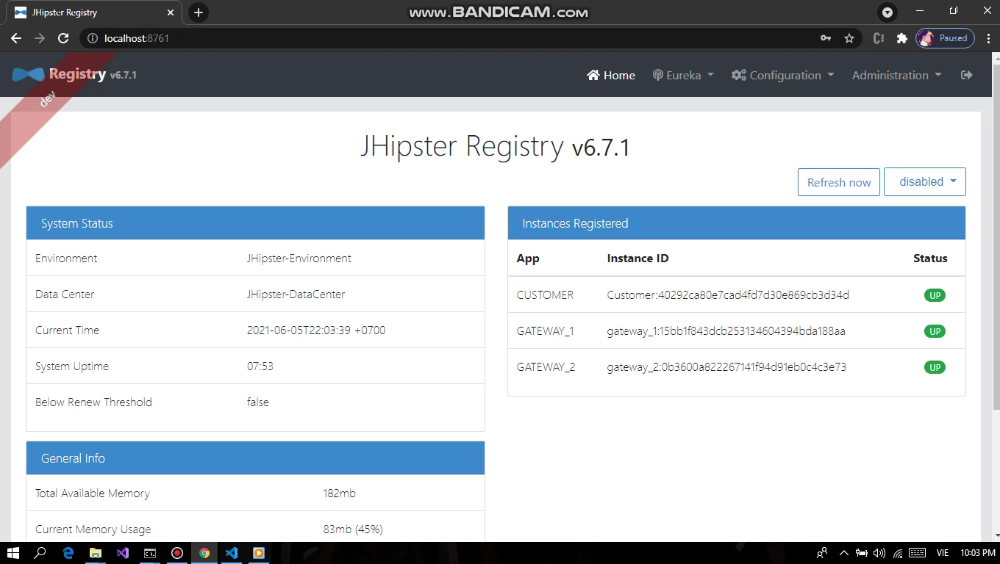 JHipster Registry
www.BANDICAM.com
localhost:8761
Paused
Registry v6.7.1
Home
Eureka
Configuration
Administration
dev
JHipster Registry v6.7.1
Refresh now
disabled
System Status
Environment JHipster-Environment
Data Center JHipster-DataCenter
Current Time 2021-06-05T22:03:39 +0700
System Uptime 07:53
Below Renew Threshold false
General Info
Total Available Memory 182mb
Current Memory Usage 83mb (45%)
Instances Registered
App Instance ID Status
CUSTOMER Customer:40292ca80e7cad4fd7d30e869cb3d34d UP
GATEWAY_1 gateway_1:15bb1f843dcb253134604394bda188aa UP
GATEWAY_2 gateway_2:0b3600a822267141f94d91eb0c4c3e73 UP
VIE
10:03 PM